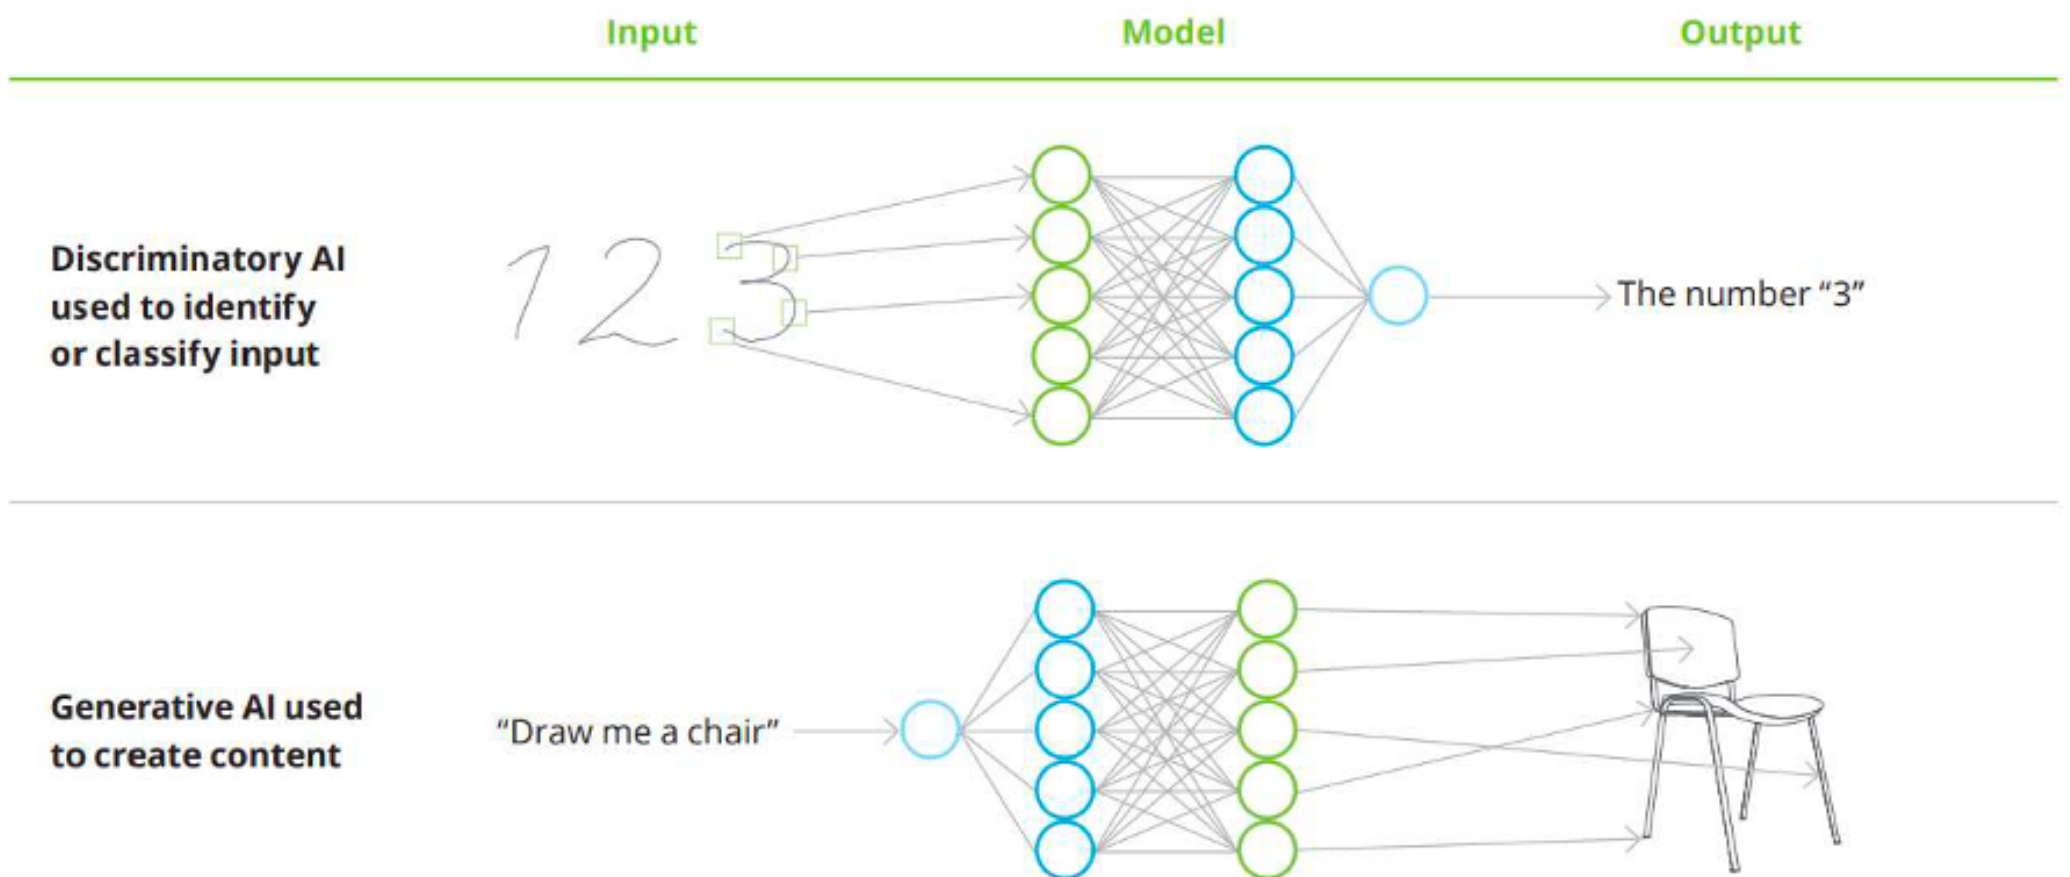 Input
Model
Output
Discriminatory AI
used to identify
or classify input
1 2 3
The number “3”
Generative AI used
to create content
“Draw me a chair”